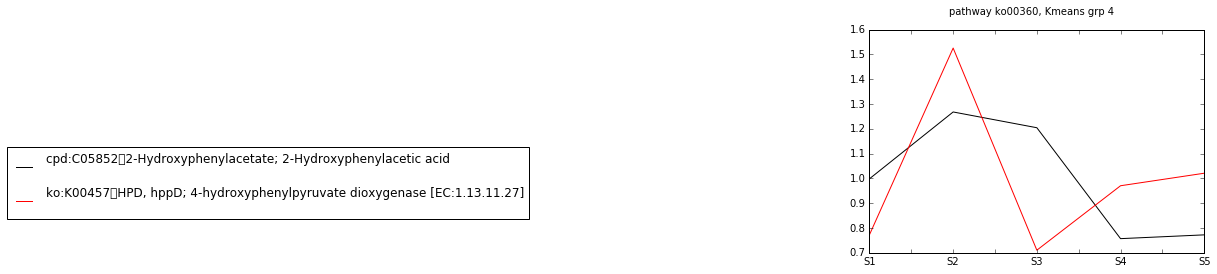 pathway ko00360, Kmeans grp 4
cpd:C05852▯2-Hydroxyphenylacetate; 2-Hydroxyphenylacetic acid
ko:K00457▯HPD, hppD; 4-hydroxyphenylpyruvate dioxygenase [EC:1.13.11.27]
1.6
1.5
1.4
1.3
1.2
1.1
1.0
0.9
0.8
0.7
S1 S2 S3 S4 S5